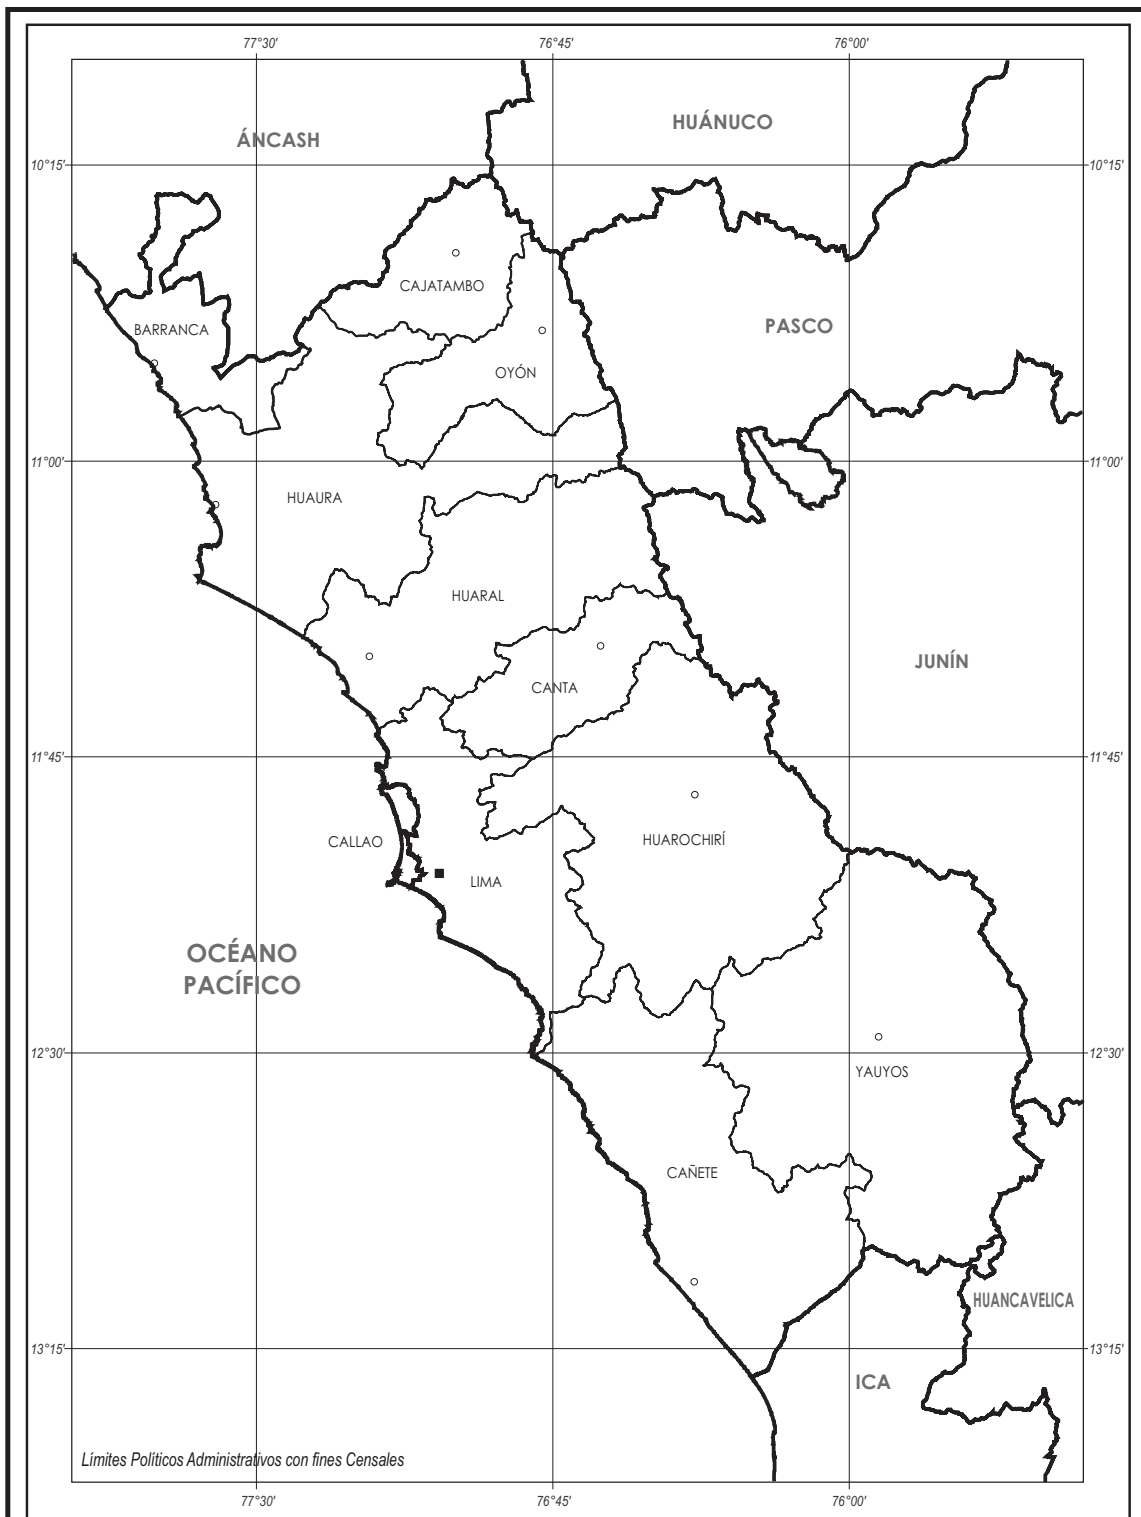 77°30'
76°45'
76°00'
HUÁNUCO
ÁNCASH
10°15'
10°15'
CAJATAMBO
BARRANCA
PASCO
OYÓN
11°00'
11°00'
HUAURA
HUARAL
JUNÍN
CANTA
11°45'
11°45'
CALLAO
HUAROCHIRÍ
LIMA
OCÉANO
PACÍFICO
12°30'
12°30'
YAUYOS
CAÑETE
HUANCAVELICA
13°15'
13°15'
ICA
Límites Políticos Administrativos con fines Censales
77°30'
76°45'
76°00'